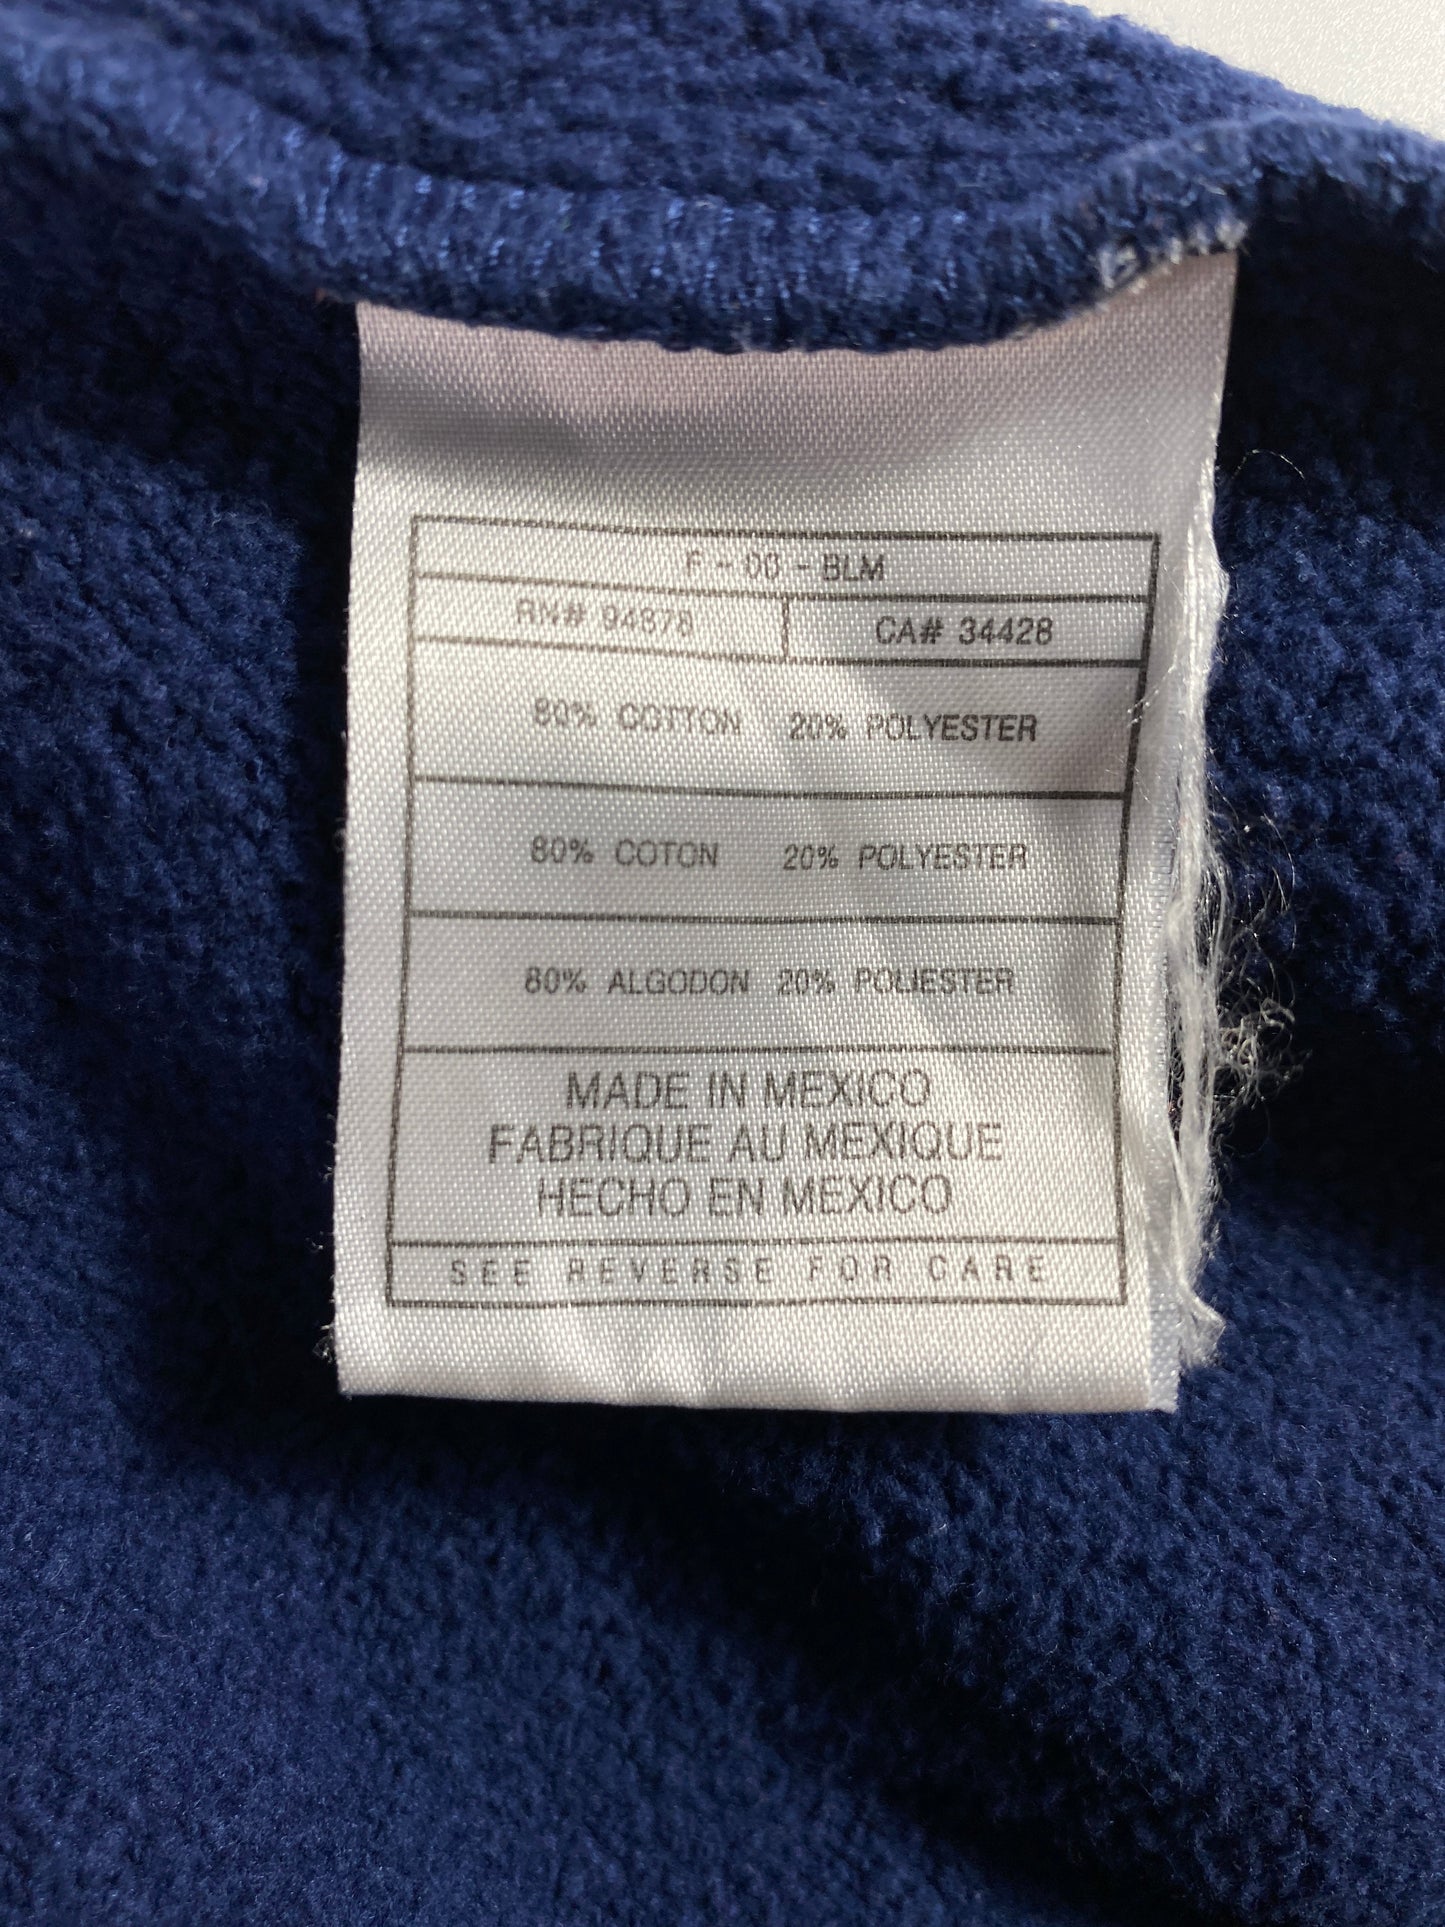 F - 00 - BLM
RN# 94878 CA# 34428
80% COTTON 20% POLYESTER
80% COTON 20% POLYESTER
80% ALGODON 20% POLIESTER
MADE IN MEXICO
FABRIQUE AU MEXIQUE
HECHO EN MEXICO
SEE REVERSE FOR CARE